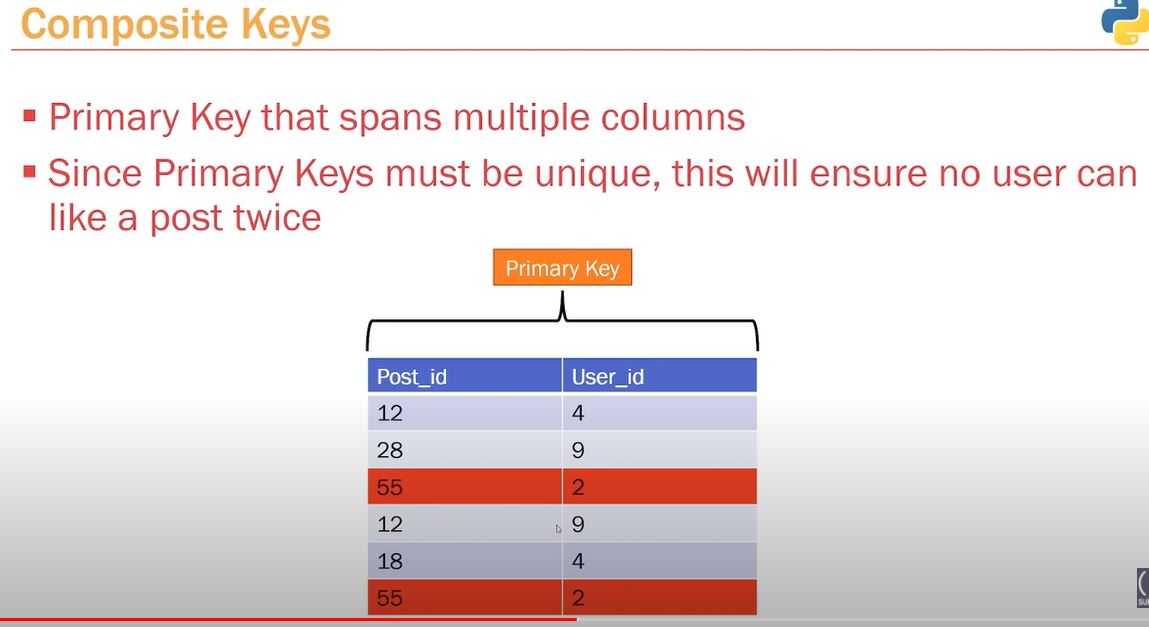 Composite Keys
Primary Key that spans multiple columns
Since Primary Keys must be unique, this will ensure no user can
like a post twice
Primary Key
Post_id User_id
12 4
28 9
55 2
12 9
18 4
55 2